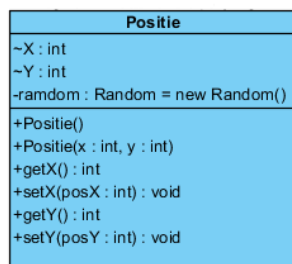 Positie
~X : int
~Y : int
-ramdom : Random = new Random()
+Positie()
+Positie(x : int, y : int)
+getX() : int
+setX(posX : int) : void
+getY() : int
+setY(posY : int) : void